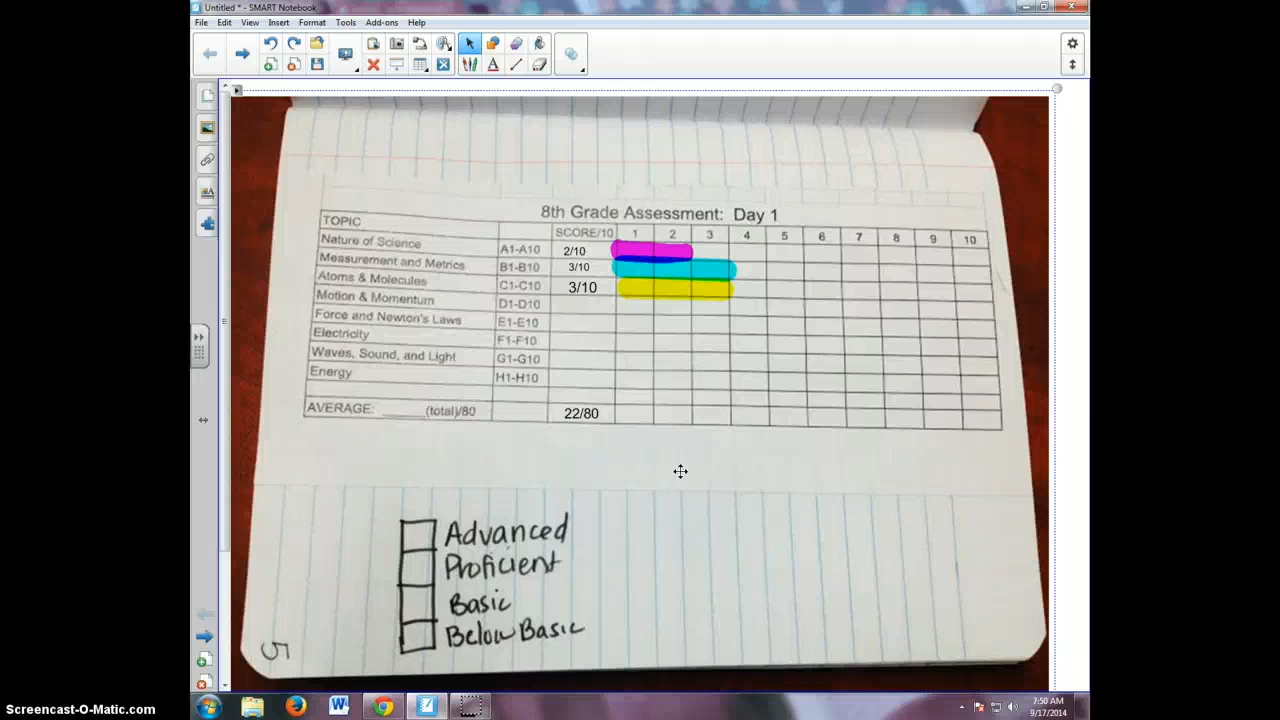 Untitled * - SMART Notebook
File Edit View Insert Format Tools Add-ons Help
8th Grade Assessment: Day 1
TOPIC SCORE/10 1 2 3 4 5 6 7 8 9 10
Nature of Science A1-A10 2/10
Measurement and Metrics B1-B10 3/10
Atoms & Molecules C1-C10 3/10
Motion & Momentum D1-D10
Force and Newton's Laws E1-E10
Electricity F1-F10
Waves, Sound, and Light G1-G10
Energy H1-H10
AVERAGE: ______(total)/80 22/80
Advanced
Proficient
Basic
Below Basic
5
7:50 AM
9/17/2014
Screencast-O-Matic.com